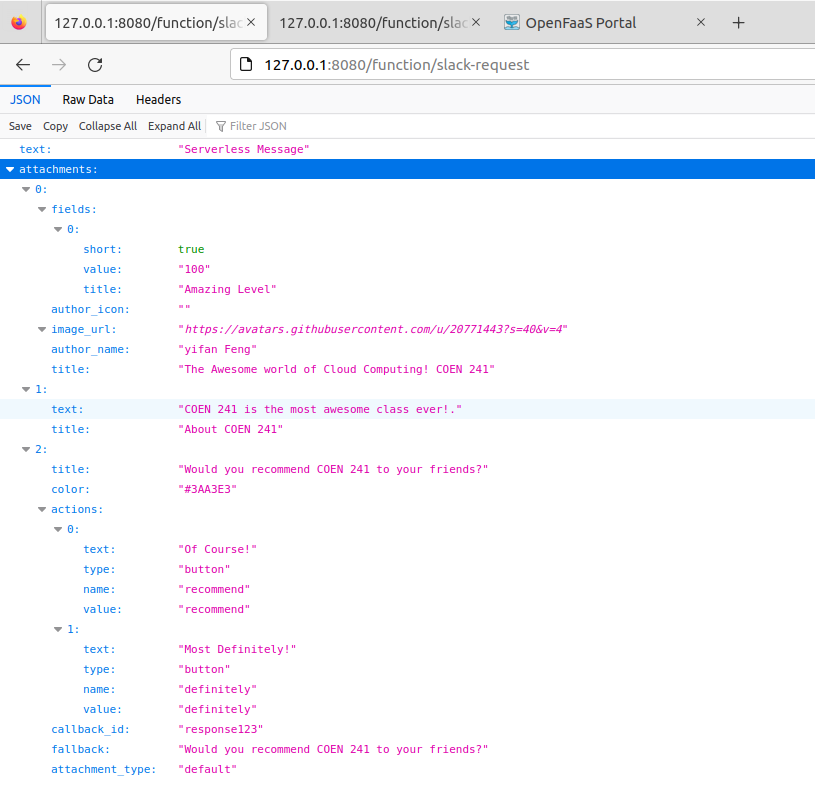 127.0.0.1:8080/function/slac
127.0.0.1:8080/function/slac
OpenFaaS Portal
127.0.0.1:8080/function/slack-request
JSON Raw Data Headers
Save Copy Collapse All Expand All Filter JSON
text: "Serverless Message"
attachments:
0:
fields:
0:
short: true
value: "100"
title: "Amazing Level"
author_icon: ""
image_url: "https://avatars.githubusercontent.com/u/20771443?s=40&v=4"
author_name: "yifan Feng"
title: "The Awesome world of Cloud Computing! COEN 241"
1:
text: "COEN 241 is the most awesome class ever!."
title: "About COEN 241"
2:
title: "Would you recommend COEN 241 to your friends?"
color: "#3AA3E3"
actions:
0:
text: "Of Course!"
type: "button"
name: "recommend"
value: "recommend"
1:
text: "Most Definitely!"
type: "button"
name: "definitely"
value: "definitely"
callback_id: "response123"
fallback: "Would you recommend COEN 241 to your friends?"
attachment_type: "default"